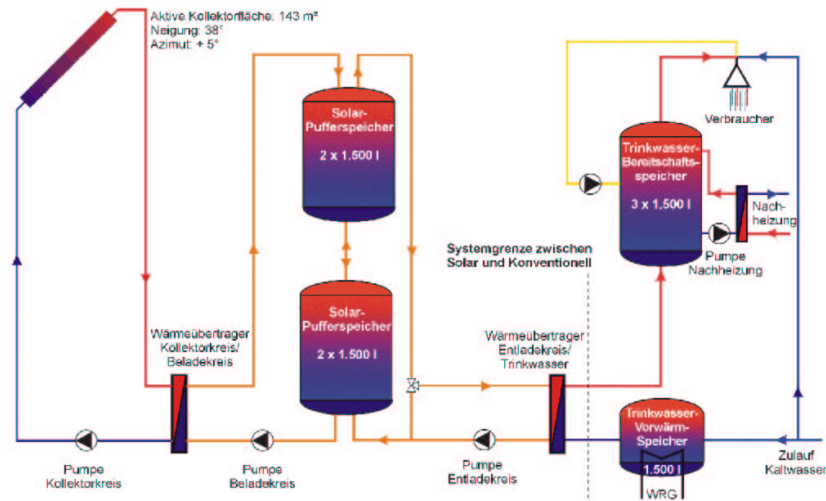 Aktive Kollektorfläche: 143 m²
Neigung: 38°
Azimut: + 5°
Solar-
Pufferspeicher
2 x 1.500 l
Verbraucher
Trinkwasser-
Bereitschafts-
speicher
3 x 1.500 l
Nach-
heizung
Pumpe
Nachheizung
Systemgrenze zwischen
Solar und Konventionell
Solar-
Pufferspeicher
2 x 1.500 l
Wärmeübertrager
Kollektorkreis/
Beladekreis
Wärmeübertrager
Entladekreis/
Trinkwasser
Trinkwasser-
Vorwärm-
Speicher
1.500 l
WRG
Pumpe
Kollektorkreis
Pumpe
Beladekreis
Pumpe
Entladekreis
Zulauf
Kaltwasser